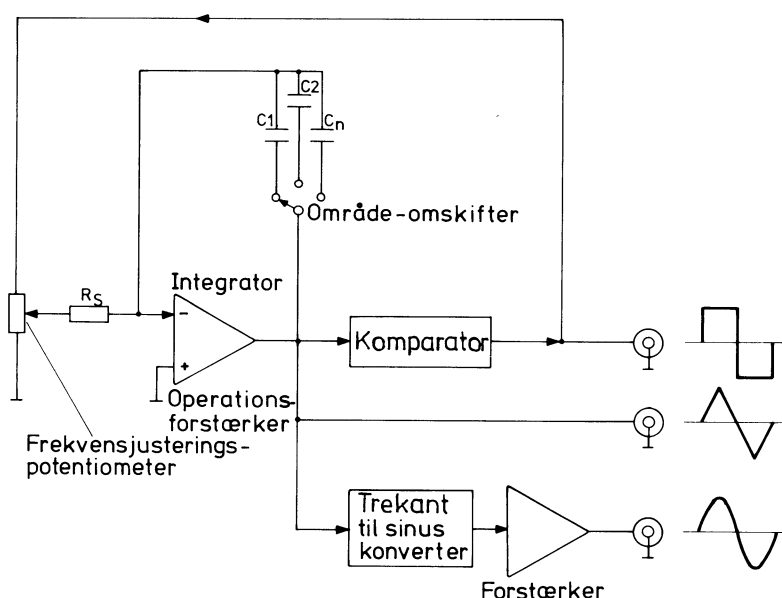 C1
C2
Cn
Område-omskifter
Integrator
RS
−
+
Komparator
Operations-
forstærker
Frekvensjusterings-
potentiometer
Trekant
til sinus
konverter
Forstærker